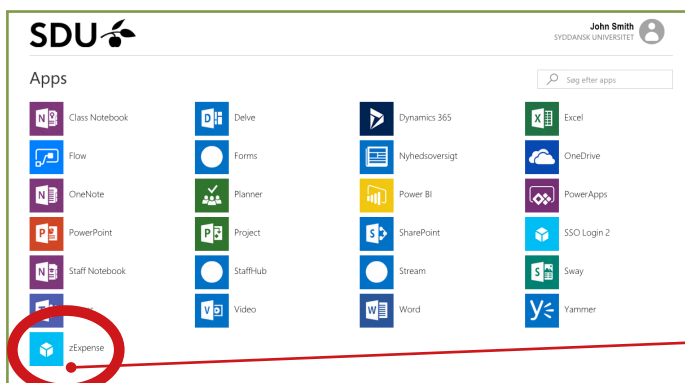 SDU
John Smith
SYDDANSK UNIVERSITET
Apps
Søg efter apps
Class Notebook
Delve
Dynamics 365
Excel
Flow
Forms
Nyhedsoversigt
OneDrive
OneNote
Planner
Power BI
PowerApps
PowerPoint
Project
SharePoint
SSO Login 2
Staff Notebook
StaffHub
Stream
Sway
Video
Word
Yammer
zExpense